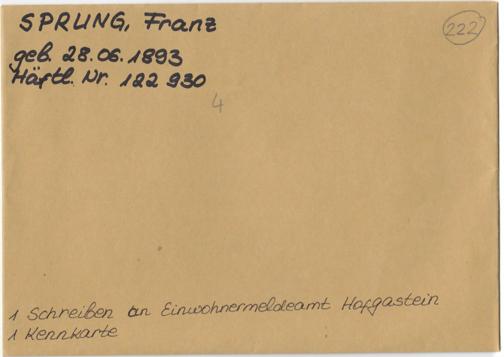 SPRUNG, Franz
222
geb. 28.06.1893
Häftl. Nr. 122 930
4
1 Schreiben an Einwohnermeldeamt Hofgastein
1 Kennkarte